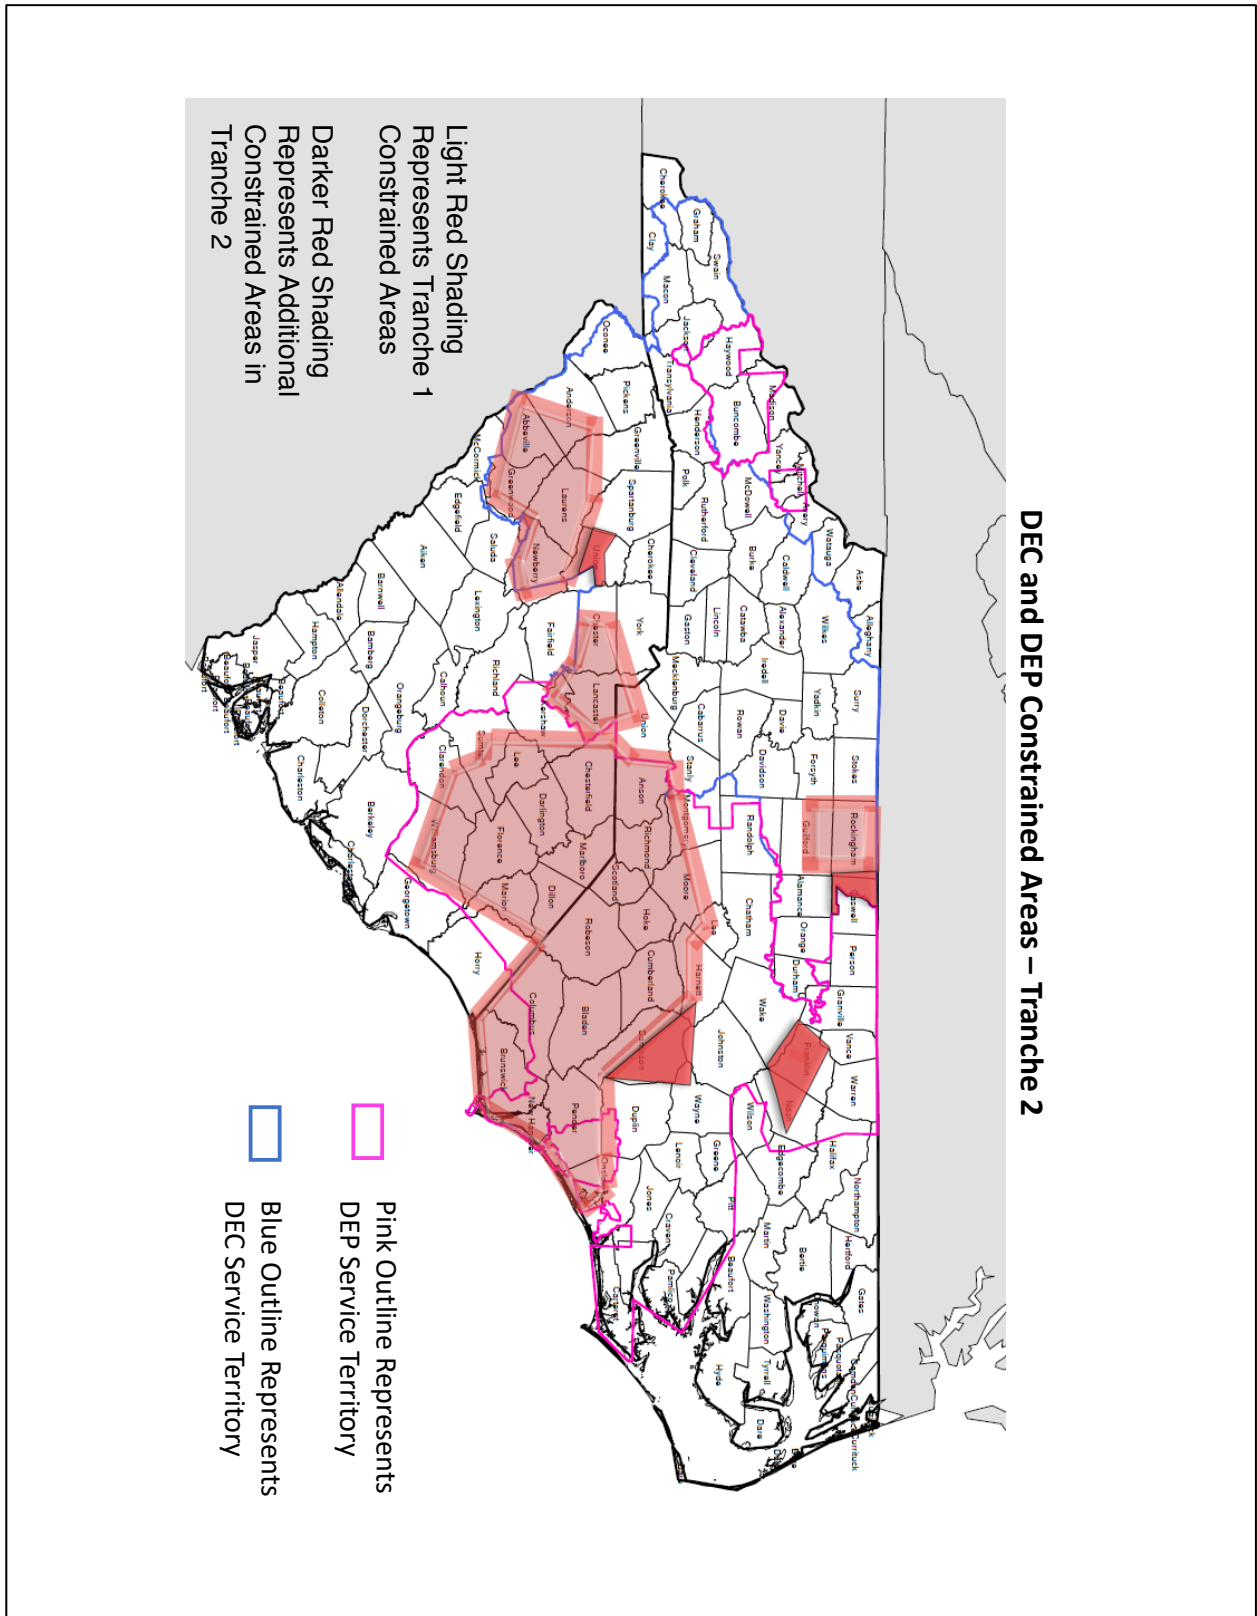 DEC and DEP Constrained Areas – Tranche 2
Cherokee
Graham
Swain
Clay
Macon
Jackson
Haywood
Transylvania
Madison
Buncombe
Henderson
Yancey
Mitchell
Avery
McDowell
Polk
Rutherford
Burke
Cleveland
Watauga
Caldwell
Ashe
Alleghany
Wilkes
Alexander
Catawba
Lincoln
Gaston
Iredell
Mecklenburg
Surry
Yadkin
Davie
Rowan
Cabarrus
Union
Stokes
Forsyth
Davidson
Stanly
Anson
Rockingham
Guilford
Randolph
Montgomery
Richmond
Caswell
Alamance
Chatham
Moore
Scotland
Hoke
Lee
Orange
Person
Durham
Granville
Wake
Harnett
Cumberland
Robeson
Vance
Franklin
Johnston
Bladen
Columbus
Brunswick
Warren
Nash
Wilson
Wayne
Duplin
Pender
Halifax
Edgecombe
Greene
Lenoir
Northampton
Hertford
Bertie
Martin
Pitt
Jones
Craven
Beaufort
Gates
Washington
Tyrrell
Dare
Hyde
Currituck
Oconee
Pickens
Anderson
Greenville
Abbeville
Spartanburg
Laurens
Greenwood
McCormick
Cherokee
Union
Newberry
Saluda
Edgefield
Aiken
York
Chester
Fairfield
Lexington
Lancaster
Kershaw
Richland
Calhoun
Barnwell
Allendale
Bamberg
Hampton
Jasper
Orangeburg
Colleton
Dorchester
Charleston
Berkeley
Clarendon
Sumter
Lee
Chesterfield
Darlington
Marlboro
Florence
Williamsburg
Dillon
Marion
Georgetown
Horry
Light Red Shading
Represents Tranche 1
Constrained Areas
Darker Red Shading
Represents Additional
Constrained Areas in
Tranche 2
Pink Outline Represents
DEP Service Territory
Blue Outline Represents
DEC Service Territory